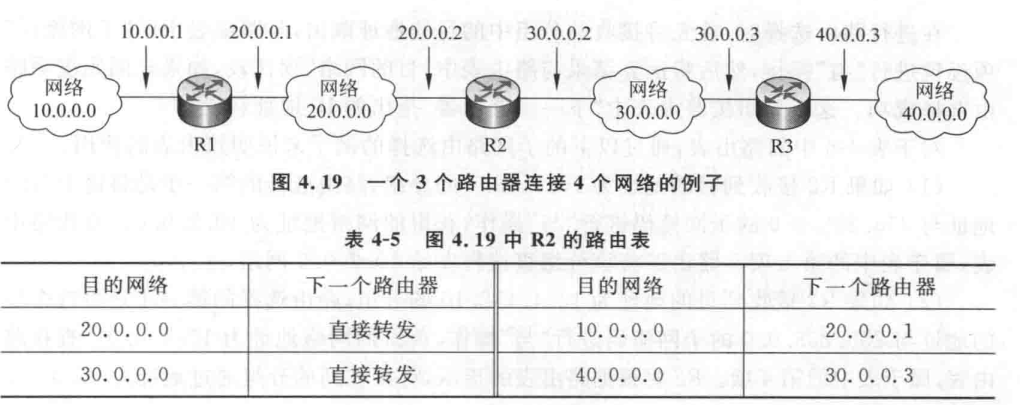 10.0.0.1 20.0.0.1 20.0.0.2 30.0.0.2 30.0.0.3 40.0.0.3
网络 10.0.0.0
R1
网络 20.0.0.0
R2
网络 30.0.0.0
R3
网络 40.0.0.0
图 4.19 一个 3 个路由器连接 4 个网络的例子
表 4-5 图 4.19 中 R2 的路由表
目的网络 下一个路由器 目的网络 下一个路由器
20.0.0.0 直接转发 10.0.0.0 20.0.0.1
30.0.0.0 直接转发 40.0.0.0 30.0.0.3